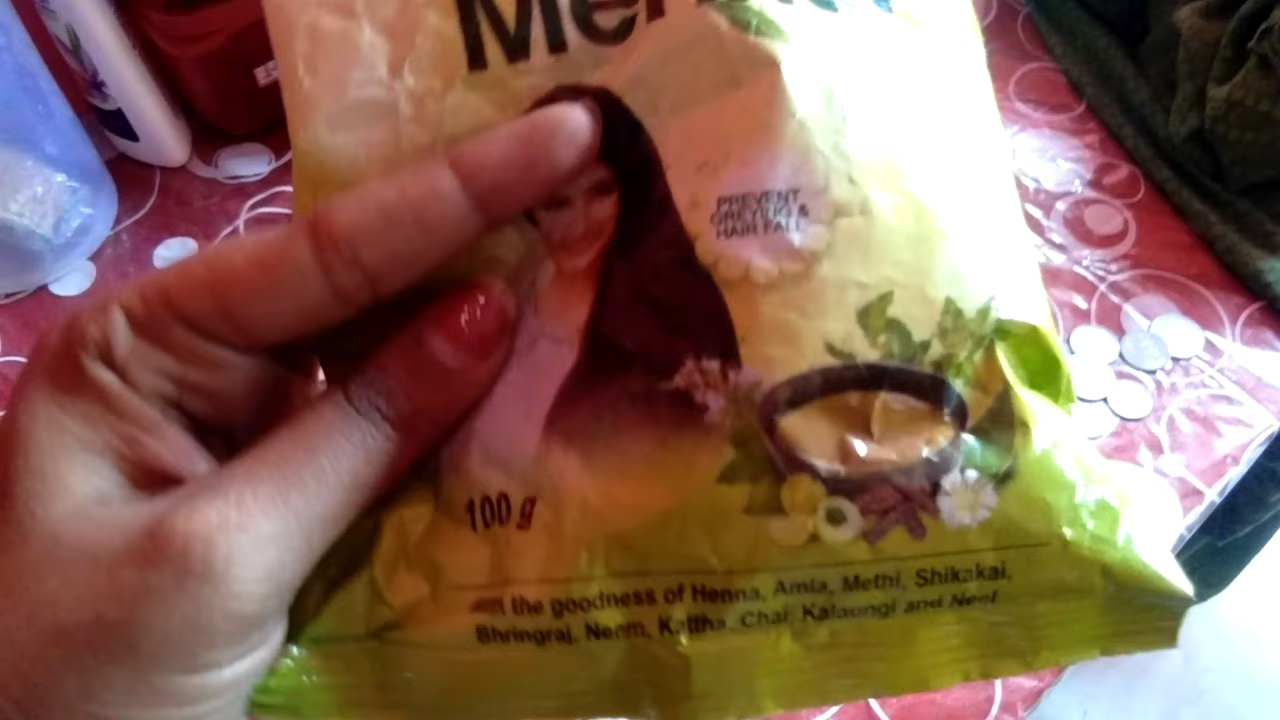 PREVENT
GREYING &
HAIR FALL
100 g
the goodness of Henna, Amla, Methi, Shikakai,
Bhringraj, Neem, Kattha, Chai, Kalaungi and Neel